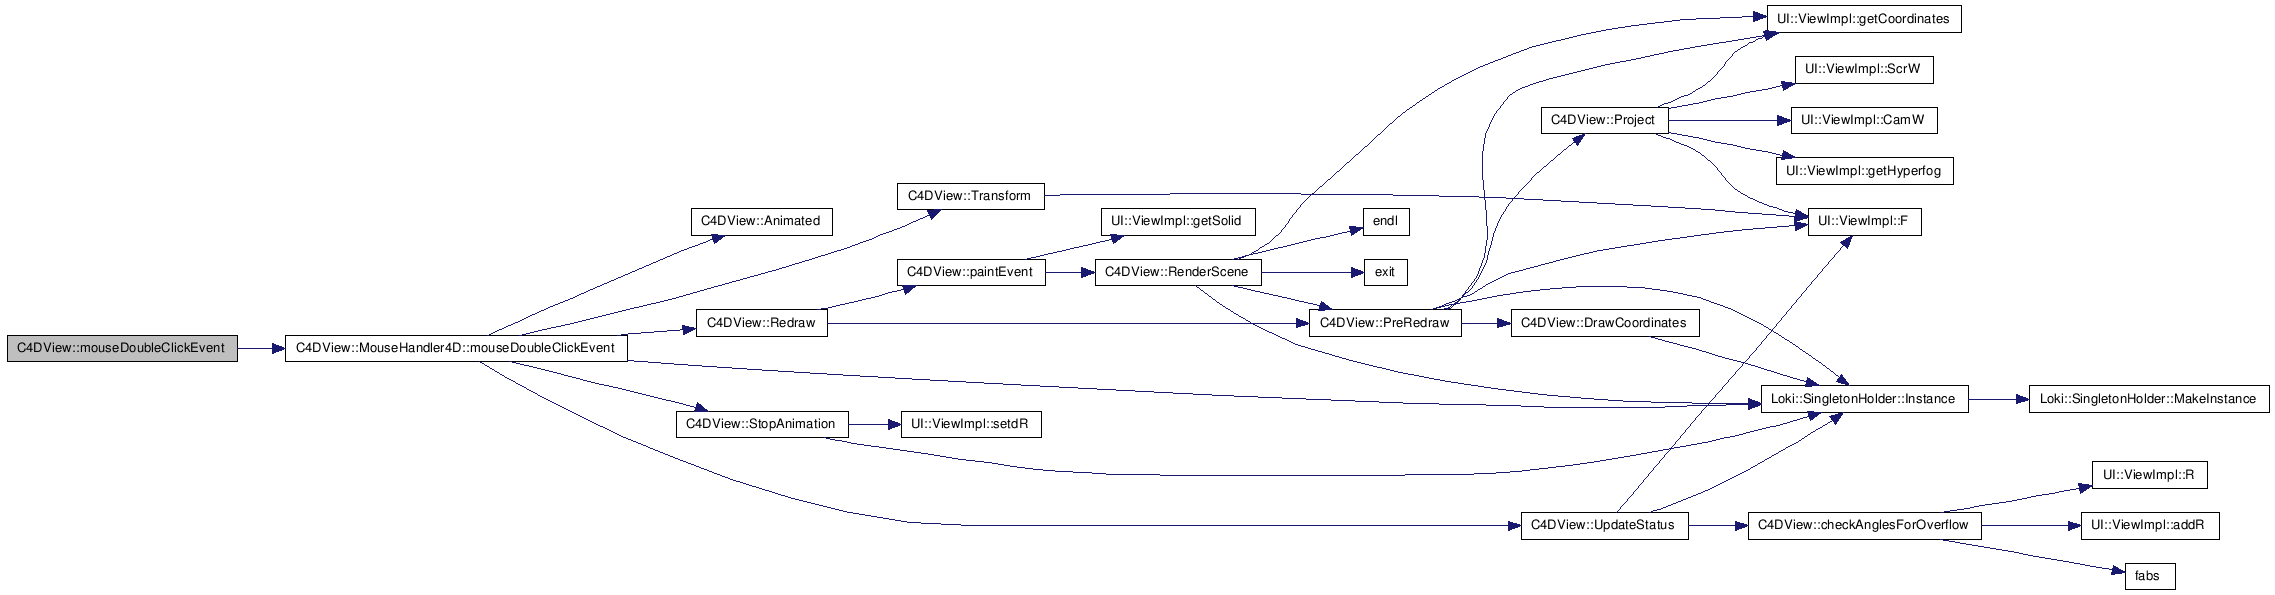 UI::ViewImpl::getCoordinates
UI::ViewImpl::ScrW
C4DView::Project
UI::ViewImpl::CamW
UI::ViewImpl::getHyperfog
C4DView::Transform
C4DView::Animated
UI::ViewImpl::getSolid
endl
UI::ViewImpl::F
C4DView::paintEvent
C4DView::RenderScene
exit
C4DView::Redraw
C4DView::PreRedraw
C4DView::DrawCoordinates
C4DView::mouseDoubleClickEvent
C4DView::MouseHandler4D::mouseDoubleClickEvent
Loki::SingletonHolder::Instance
Loki::SingletonHolder::MakeInstance
C4DView::StopAnimation
UI::ViewImpl::setdR
UI::ViewImpl::R
C4DView::UpdateStatus
C4DView::checkAnglesForOverflow
UI::ViewImpl::addR
fabs